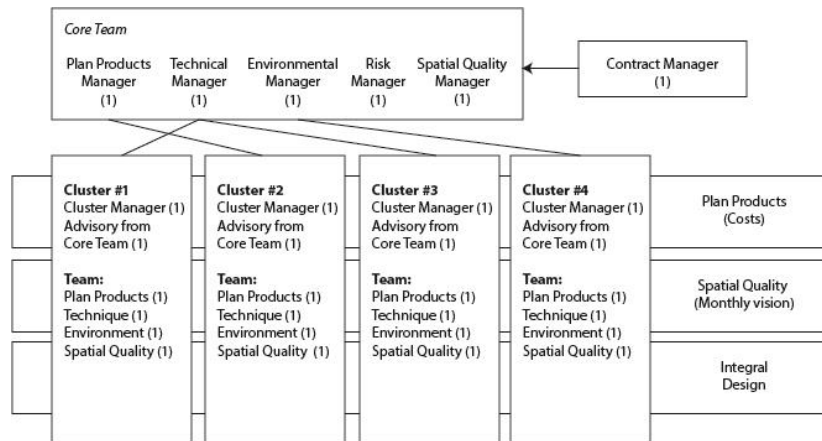 Core Team
Plan Products Manager (1)
Technical Manager (1)
Environmental Manager (1)
Risk Manager (1)
Spatial Quality Manager (1)
Contract Manager (1)
Cluster #1
Cluster Manager (1)
Advisory from
Core Team (1)
Team:
Plan Products (1)
Technique (1)
Environment (1)
Spatial Quality (1)
Cluster #2
Cluster Manager (1)
Advisory from
Core Team (1)
Team:
Plan Products (1)
Technique (1)
Environment (1)
Spatial Quality (1)
Cluster #3
Cluster Manager (1)
Advisory from
Core Team (1)
Team:
Plan Products (1)
Technique (1)
Environment (1)
Spatial Quality (1)
Cluster #4
Cluster Manager (1)
Advisory from
Core Team (1)
Team:
Plan Products (1)
Technique (1)
Environment (1)
Spatial Quality (1)
Plan Products
(Costs)
Spatial Quality
(Monthly vision)
Integral
Design